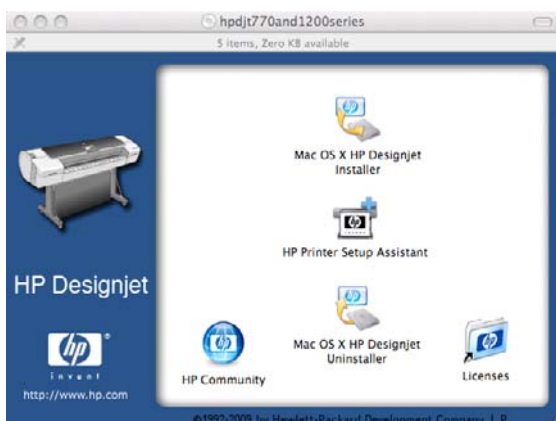 hpdjt770and1200series
5 items, Zero KB available
Mac OS X HP Designjet
Installer
HP Printer Setup Assistant
HP Designjet
hp
invent
http://www.hp.com
Mac OS X HP Designjet
Uninstaller
HP Community
Licenses
©1992-2009 by Hewlett-Packard Development Company, L.P.